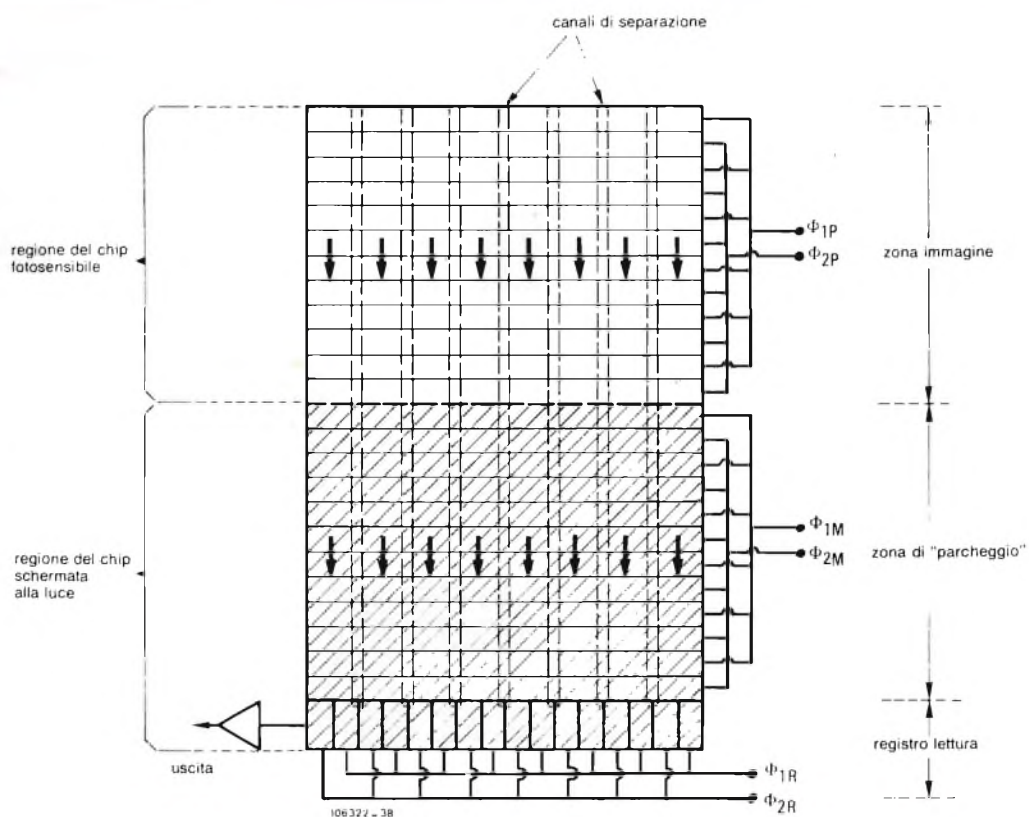 canali di separazione
regione del chip
fotosensibile
Φ1P
Φ2P
zona immagine
regione del chip
schermata
alla luce
Φ1M
Φ2M
zona di "parcheggio"
uscita
registro lettura
Φ1R
Φ2R
106322-38